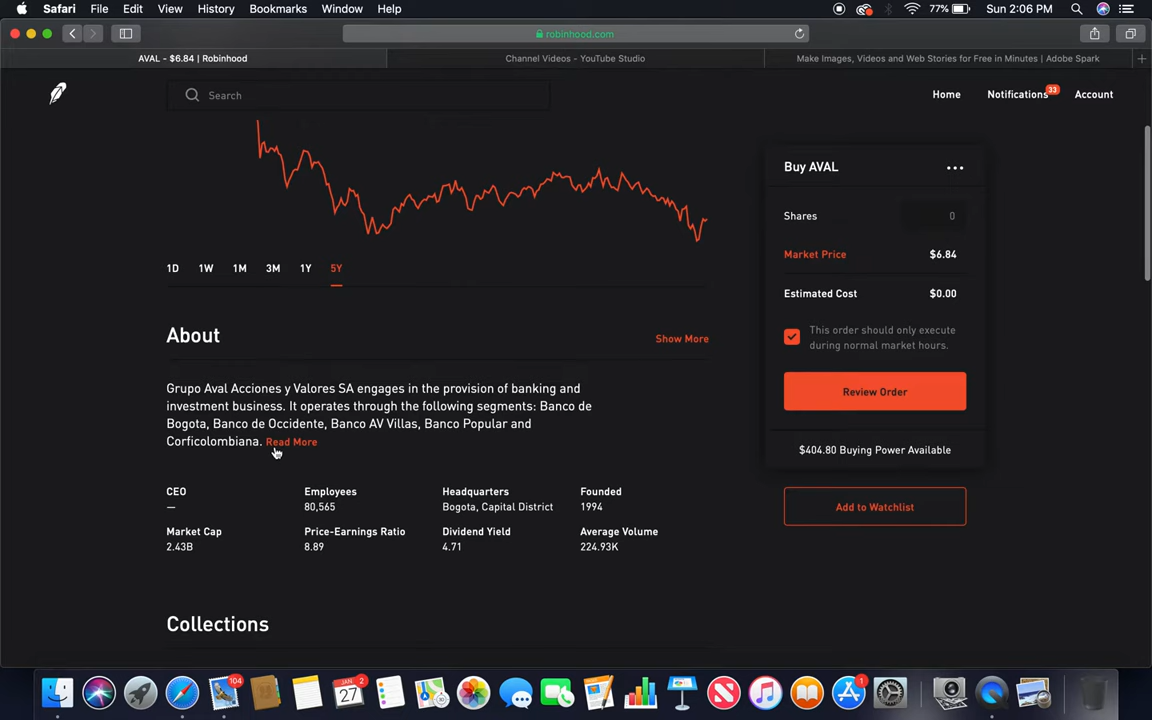 Safari File Edit View History Bookmarks Window Help 77% Sun 2:06 PM
robinhood.com
AVAL - $6.84 | Robinhood Channel Videos - YouTube Studio Make Images, Videos and Web Stories for Free in Minutes | Adobe Spark
Search Home Notifications 33 Account
1D 1W 1M 3M 1Y 5Y
About Show More
Grupo Aval Acciones y Valores SA engages in the provision of banking and
investment business. It operates through the following segments: Banco de
Bogota, Banco de Occidente, Banco AV Villas, Banco Popular and
Corficolombiana. Read More
CEO Employees Headquarters Founded
— 80,565 Bogota, Capital District 1994
Market Cap Price-Earnings Ratio Dividend Yield Average Volume
2.43B 8.89 4.71 224.93K
Collections
Buy AVAL
Shares 0
Market Price $6.84
Estimated Cost $0.00
This order should only execute
during normal market hours.
Review Order
$404.80 Buying Power Available
Add to Watchlist
104 JAN 27 2 1